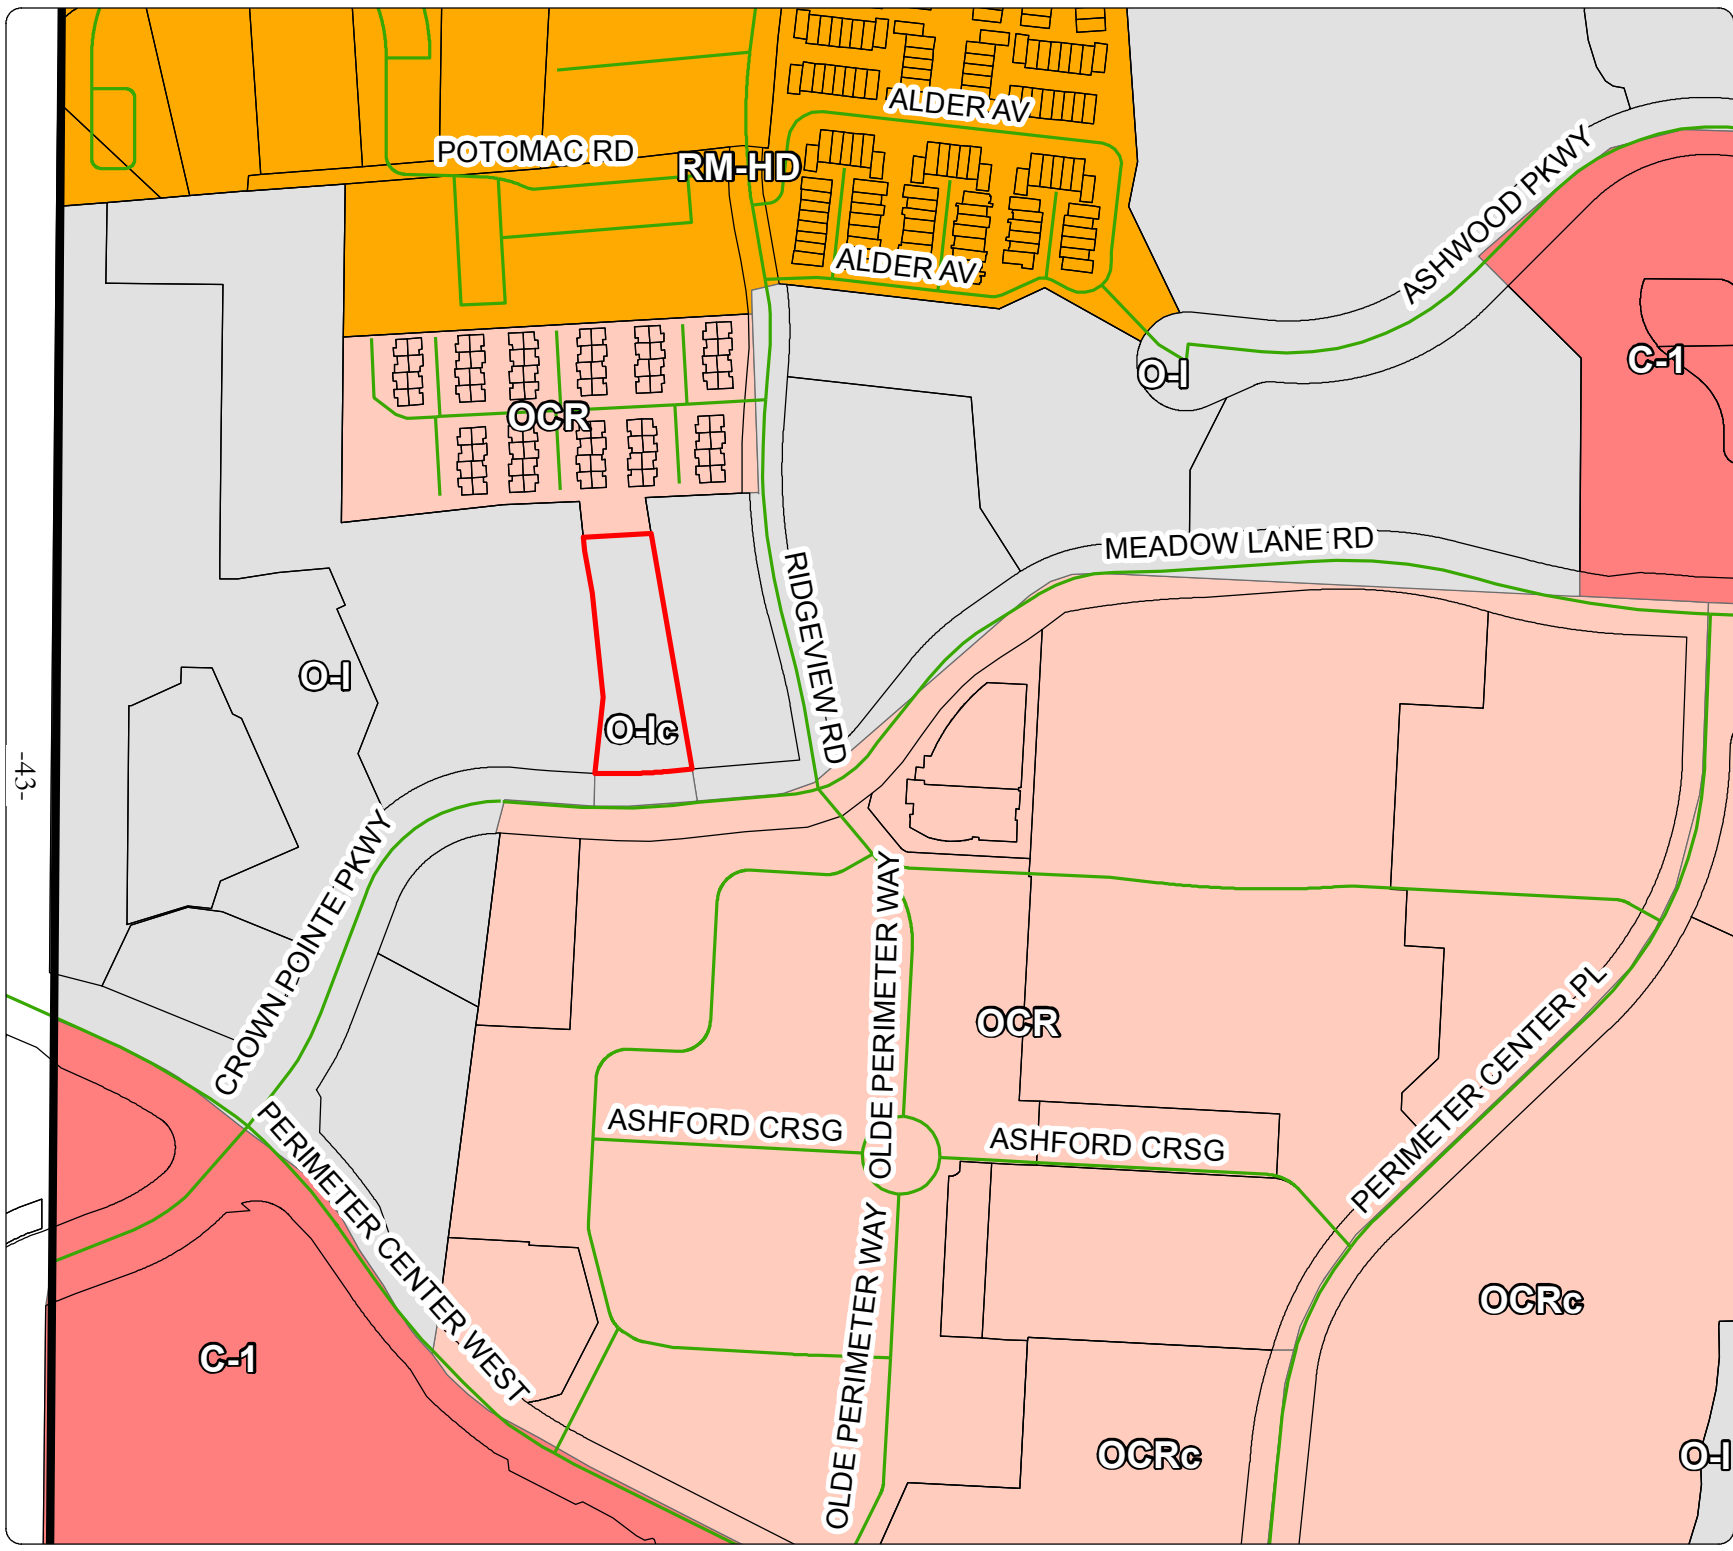 ALDER AV
POTOMAC RD
RM-HD
ASHWOOD PKWY
ALDER AV
O-I
C-1
OCR
MEADOW LANE RD
RIDGEVIEW RD
O-I
O-Ic
-43-
CROWN POINTE PKWY
OLDE PERIMETER WAY
OCR
PERIMETER CENTER PL
ASHFORD CRSG
ASHFORD CRSG
PERIMETER CENTER WEST
OLDE PERIMETER WAY
OCRc
C-1
OCRc
O-I